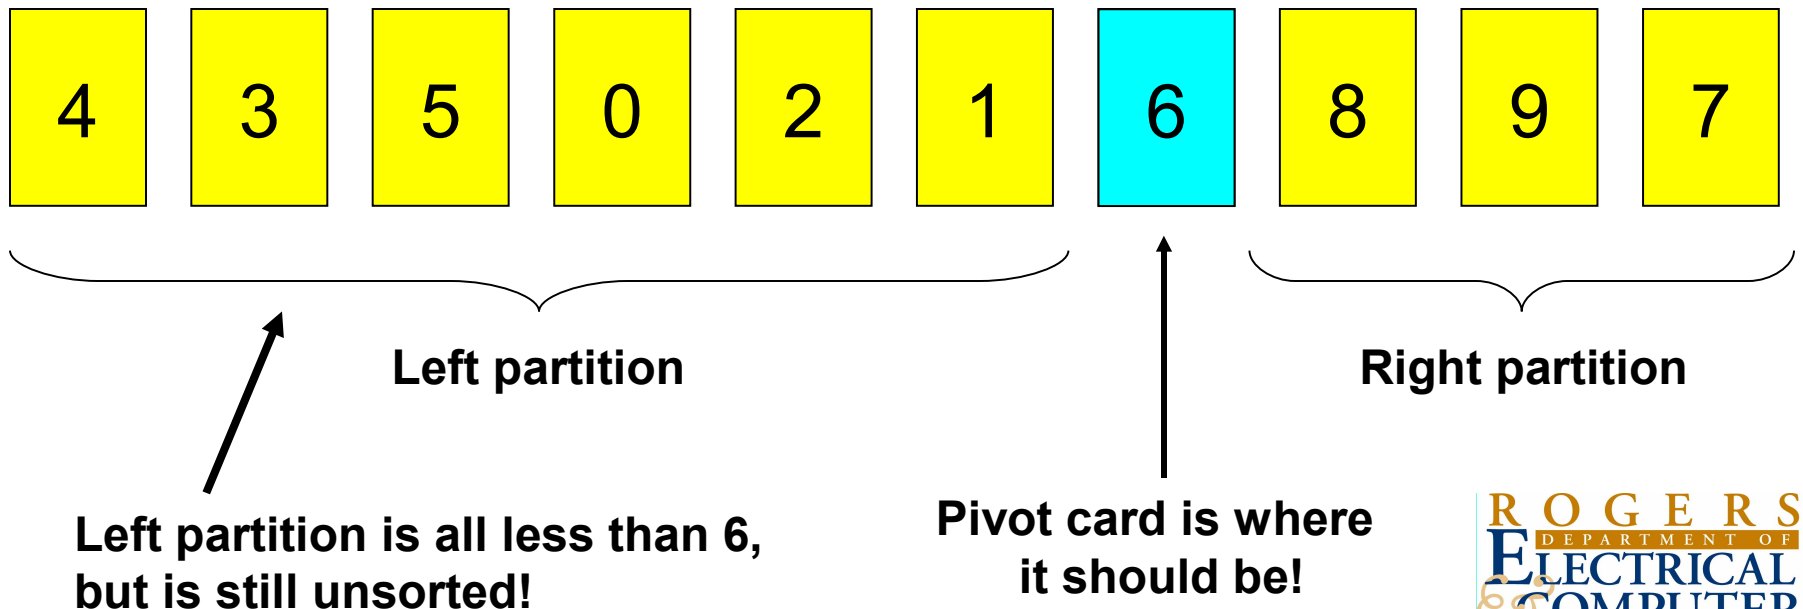 4 3 5 0 2 1 6 8 9 7
Left partition
Right partition
Left partition is all less than 6,
but is still unsorted!
Pivot card is where
it should be!
ROGERS
DEPARTMENT OF
ELECTRICAL
& COMPUTER